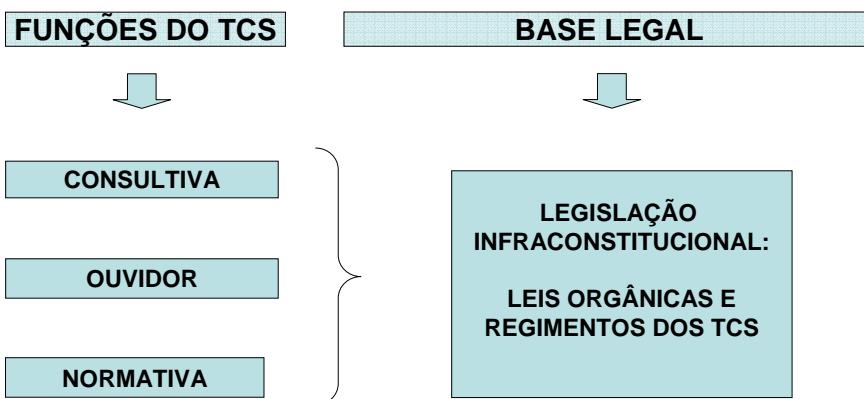 FUNÇÕES DO TCS
BASE LEGAL
CONSULTIVA
OUVIDOR
NORMATIVA
LEGISLAÇÃO
INFRACONSTITUCIONAL:
LEIS ORGÂNICAS E
REGIMENTOS DOS TCS